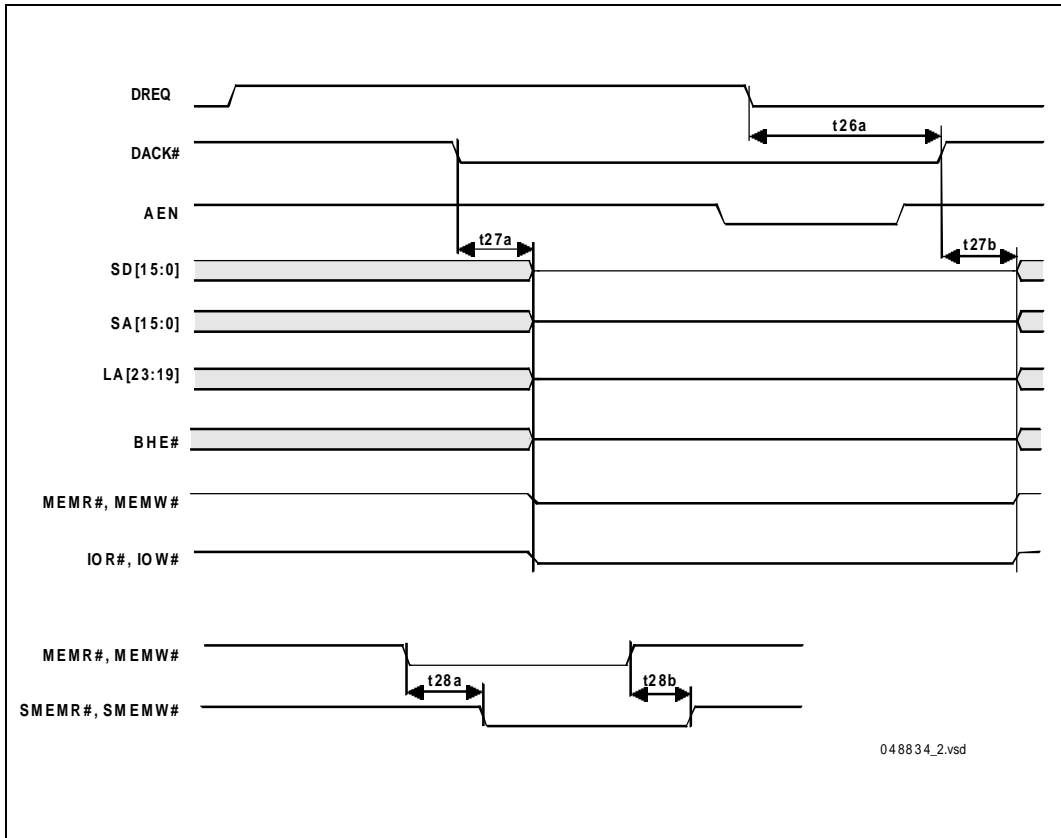 DREQ
t26a
DACK#
AEN
t27a
t27b
SD[15:0]
SA[15:0]
LA[23:19]
BHE#
MEMR#, MEMW#
IOR#, IOW#
MEMR#, MEMW#
t28a
t28b
SMEMR#, SMEMW#
048834_2.vsd